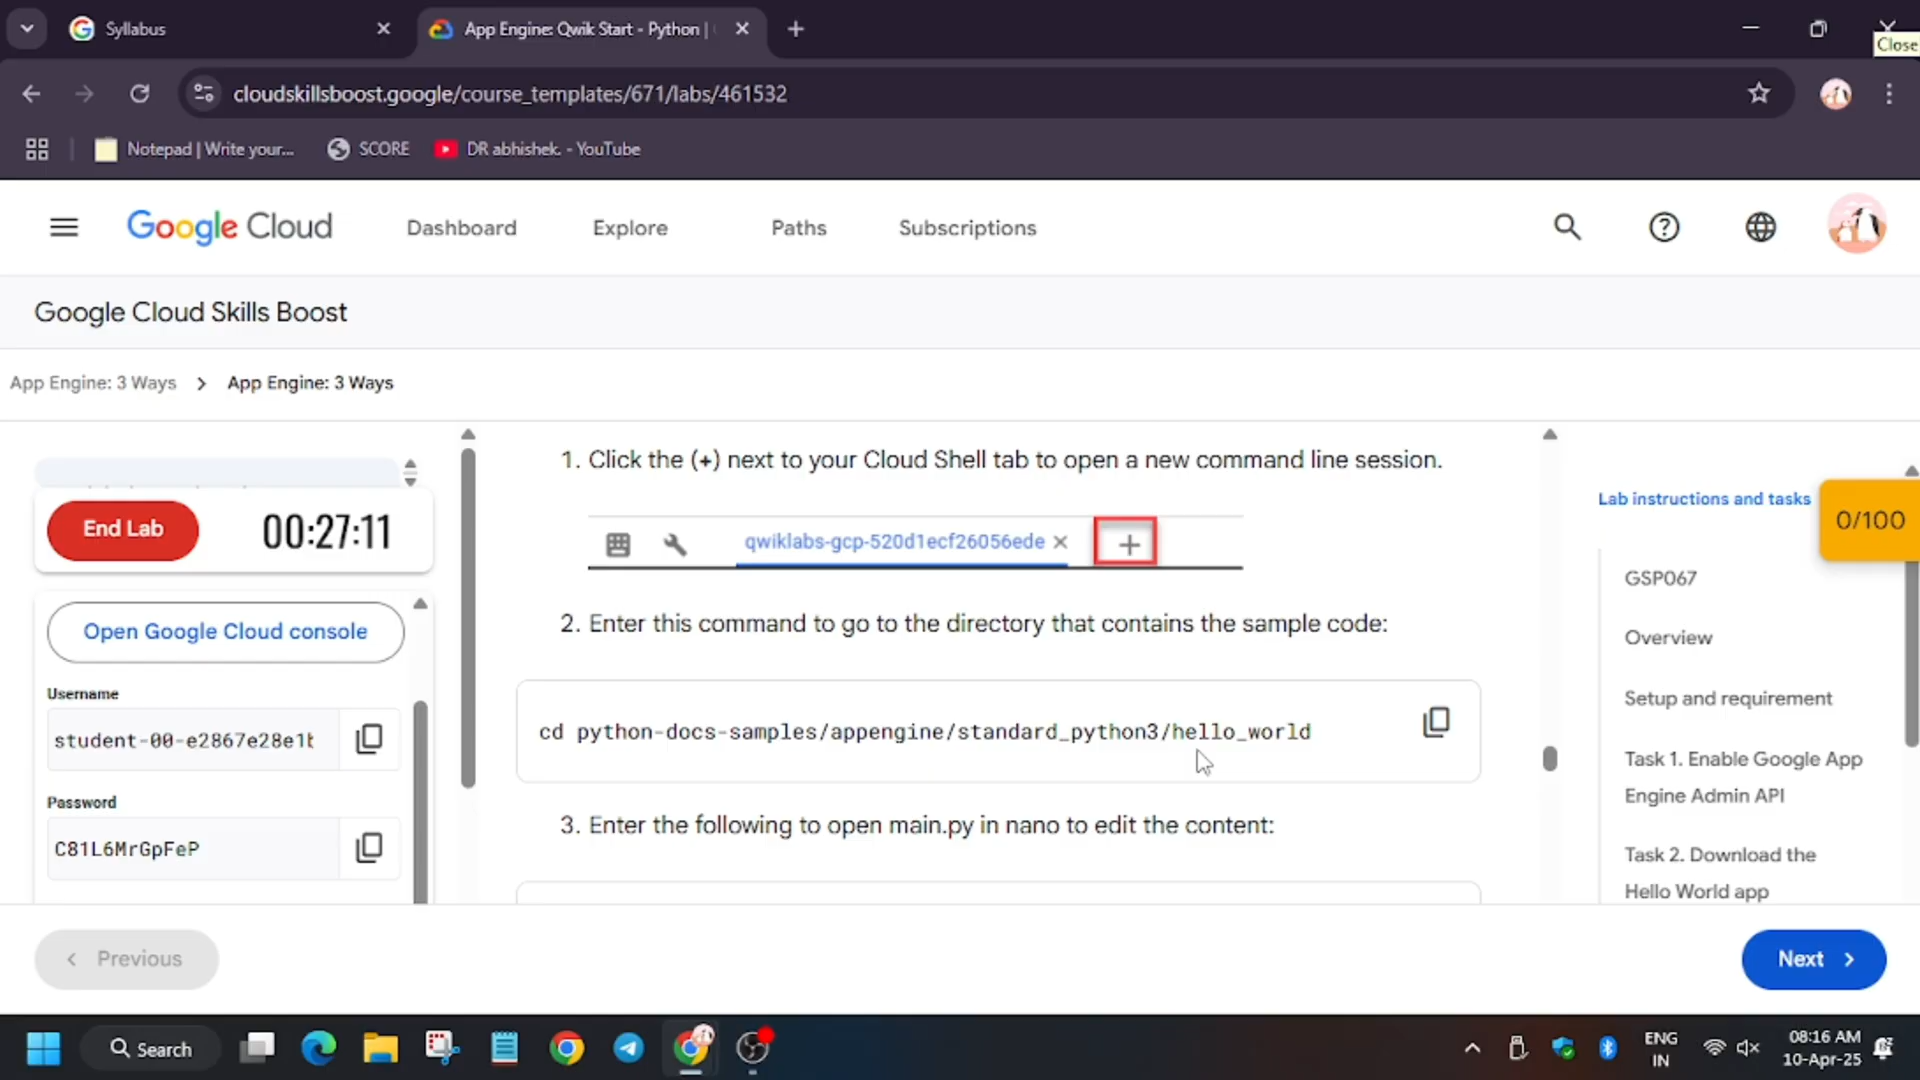 Syllabus
App Engine: Qwik Start - Python |
Close
cloudskillsboost.google/course_templates/671/labs/461532
Notepad | Write your...
SCORE
DR abhishek. - YouTube
Google Cloud
Dashboard
Explore
Paths
Subscriptions
Google Cloud Skills Boost
App Engine: 3 Ways > App Engine: 3 Ways
End Lab
00:27:11
Open Google Cloud console
Username
student-00-e2867e28e1b
Password
C81L6MrGpFeP
1. Click the (+) next to your Cloud Shell tab to open a new command line session.
qwiklabs-gcp-520d1ecf26056ede
2. Enter this command to go to the directory that contains the sample code:
cd python-docs-samples/appengine/standard_python3/hello_world
3. Enter the following to open main.py in nano to edit the content:
Lab instructions and tasks
0/100
GSP067
Overview
Setup and requirement
Task 1. Enable Google App
Engine Admin API
Task 2. Download the
Hello World app
Previous
Next
Search
ENG
IN
08:16 AM
10-Apr-25